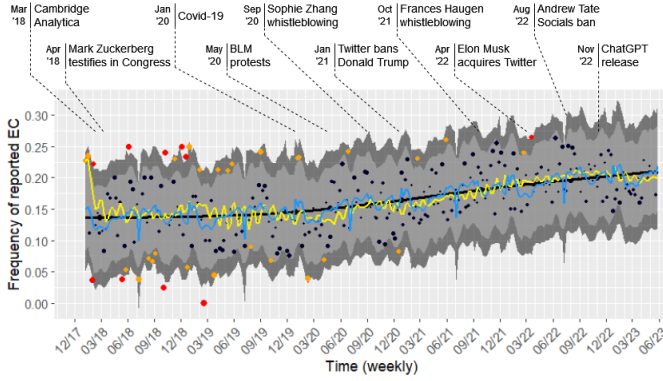 Mar '18 Cambridge Analytica
Jan '20 Covid-19
Sep '20 Sophie Zhang whistleblowing
Oct '21 Frances Haugen whistleblowing
Aug '22 Andrew Tate Socials ban
Apr '18 Mark Zuckerberg testifies in Congress
May '20 BLM protests
Jan '21 Twitter bans Donald Trump
Apr '22 Elon Musk acquires Twitter
Nov '22 ChatGPT release
Frequency of reported EC
0.30
0.25
0.20
0.15
0.10
0.05
0.00
12/17
03/18
06/18
09/18
12/18
03/19
06/19
09/19
12/19
03/20
06/20
09/20
12/20
03/21
06/21
09/21
12/21
03/22
06/22
09/22
12/22
03/23
06/23
Time (weekly)